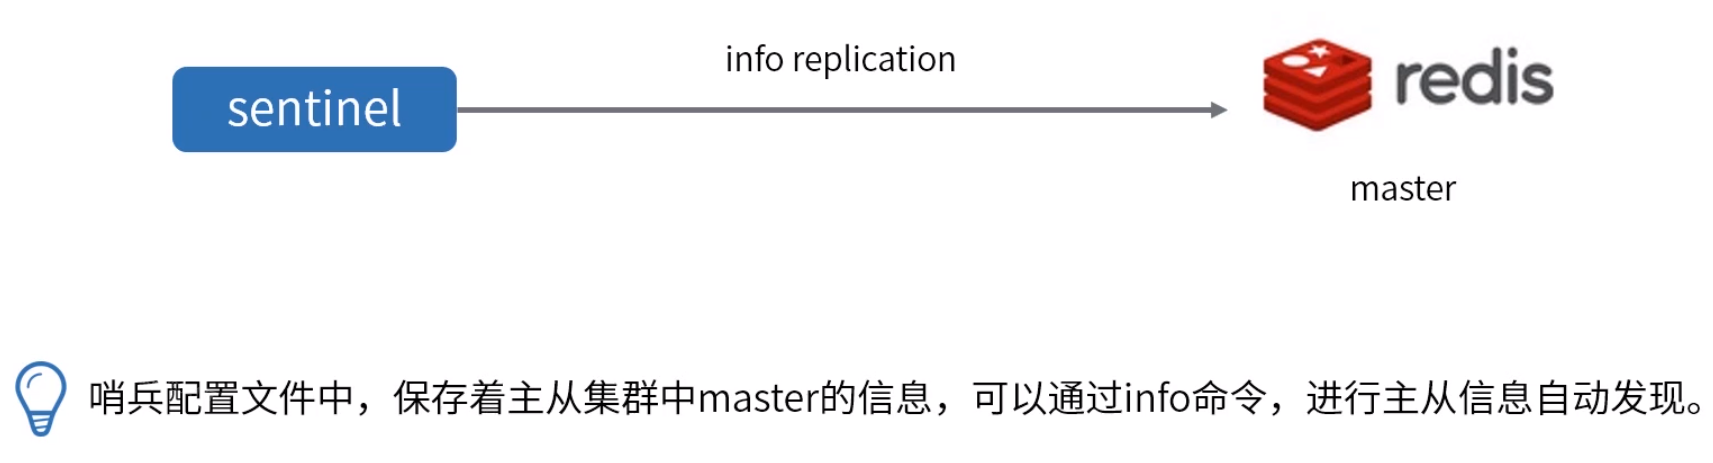 info replication
sentinel
redis
master
哨兵配置文件中，保存着主从集群中master的信息，可以通过info命令，进行主从信息自动发现。